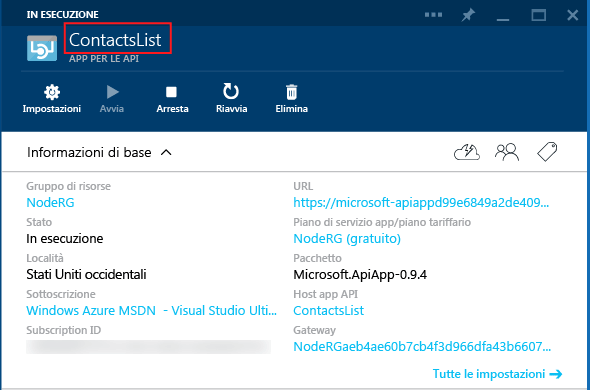 IN ESECUZIONE
ContactsList
APP PER LE API
Impostazioni
Avvia
Arresta
Riavvia
Elimina
Informazioni di base
Gruppo di risorse
NodeRG
Stato
In esecuzione
Località
Stati Uniti occidentali
Sottoscrizione
Windows Azure MSDN - Visual Studio Ulti...
Subscription ID
URL
https://microsoft-apiappd99e6849a2de409...
Piano di servizio app/piano tariffario
NodeRG (gratuito)
Pacchetto
Microsoft.ApiApp-0.9.4
Host app API
ContactsList
Gateway
NodeRGaeb4ae60b7cb4f3d966dfa43b6607...
Tutte le impostazioni